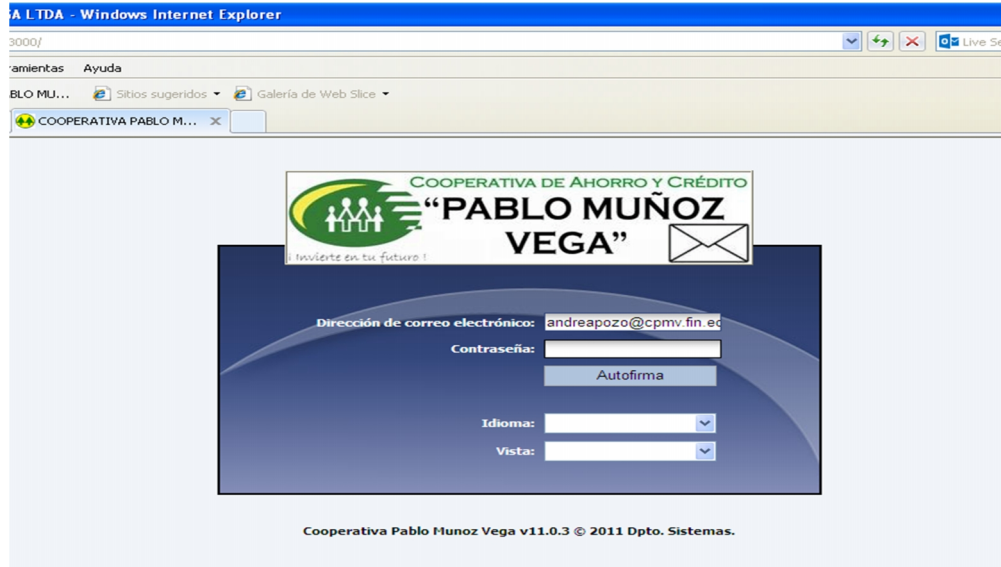 GA LTDA - Windows Internet Explorer
3000/
Live Se
ramientas Ayuda
BLO MU... Sitios sugeridos Galería de Web Slice
COOPERATIVA PABLO M...
COOPERATIVA DE AHORRO Y CRÉDITO
“PABLO MUÑOZ
VEGA”
¡ Invierte en tu futuro !
Dirección de correo electrónico: andreapozo@cpmv.fin.ec
Contraseña:
Autofirma
Idioma:
Vista:
Cooperativa Pablo Munoz Vega v11.0.3 © 2011 Dpto. Sistemas.